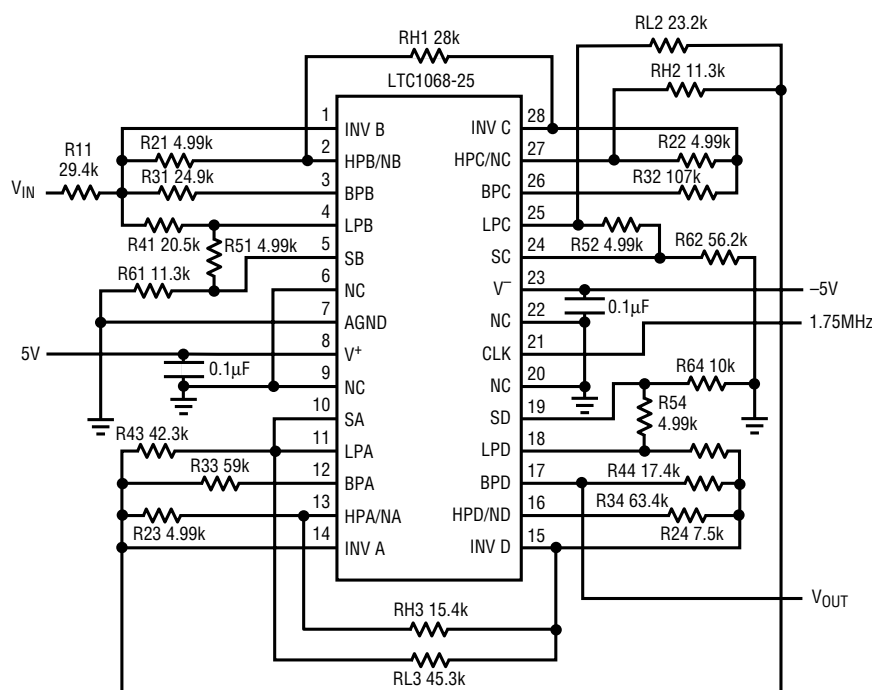 RH1 28k
RL2 23.2k
RH2 11.3k
LTC1068-25
R11
29.4k
VIN
R21 4.99k
R31 24.9k
R41 20.5k
R51 4.99k
R61 11.3k
5V
0.1µF
R43 42.3k
R33 59k
R23 4.99k
1 INV B
2 HPB/NB
3 BPB
4 LPB
5 SB
6 NC
7 AGND
8 V+
9 NC
10 SA
11 LPA
12 BPA
13 HPA/NA
14 INV A
INV C 28
HPC/NC 27
BPC 26
LPC 25
SC 24
V– 23
NC 22
CLK 21
NC 20
SD 19
LPD 18
BPD 17
HPD/ND 16
INV D 15
R22 4.99k
R32 107k
R52 4.99k
R62 56.2k
–5V
0.1µF
1.75MHz
R64 10k
R54
4.99k
R44 17.4k
R34 63.4k
R24 7.5k
VOUT
RH3 15.4k
RL3 45.3k